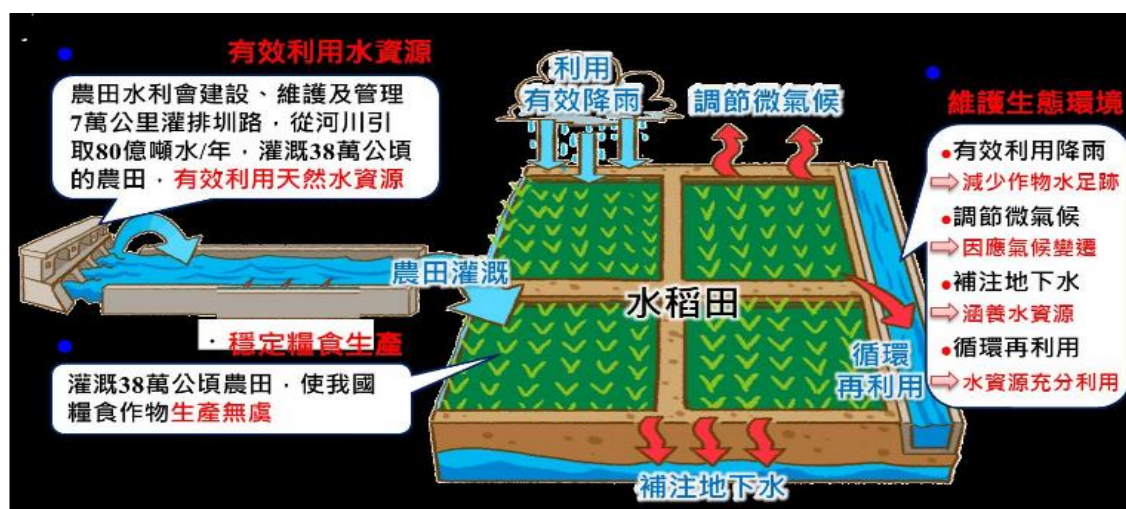 有效利用水資源
農田水利會建設、維護及管理
7萬公里灌排圳路，從河川引
取80億噸水/年，灌溉38萬公頃
的農田，有效利用天然水資源
利用
有效降雨
調節微氣候
農田灌溉
水稻田
循環
再利用
補注地下水
穩定糧食生產
灌溉38萬公頃農田，使我國
糧食作物生產無虞
維護生態環境
•有效利用降雨
⇨減少作物水足跡
•調節微氣候
⇨因應氣候變遷
•補注地下水
⇨涵養水資源
•循環再利用
⇨水資源充分利用